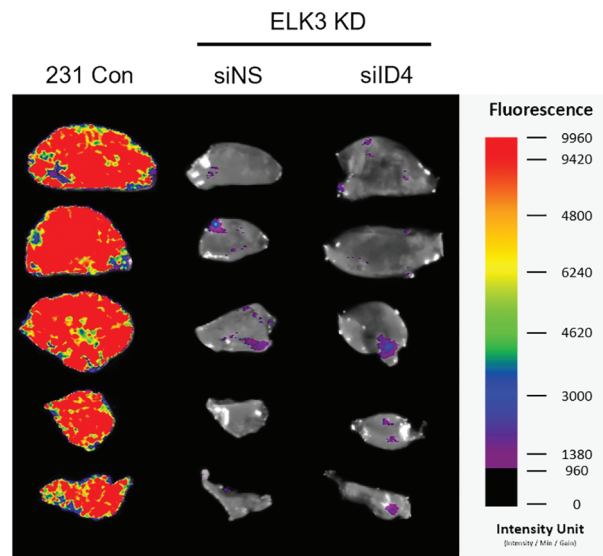 ELK3 KD
231 Con
siNS
siID4
Fluorescence
9960
9420
4800
6240
4620
3000
1380
960
0
Intensity Unit
(Intensity / Min / Gain)